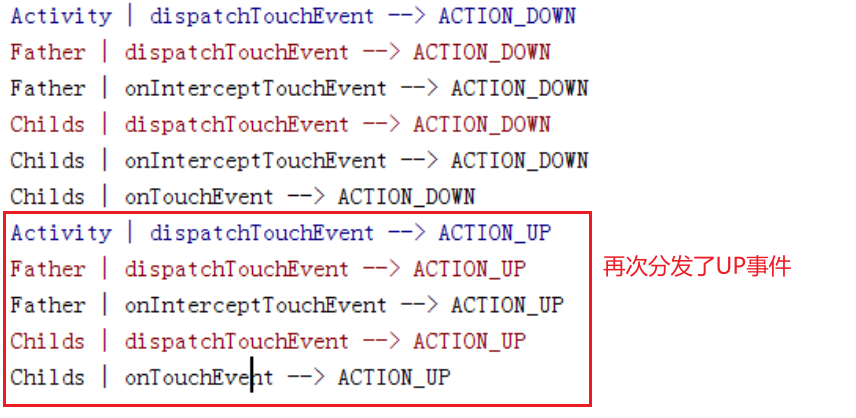 Activity | dispatchTouchEvent --> ACTION_DOWN
Father | dispatchTouchEvent --> ACTION_DOWN
Father | onInterceptTouchEvent --> ACTION_DOWN
Childs | dispatchTouchEvent --> ACTION_DOWN
Childs | onInterceptTouchEvent --> ACTION_DOWN
Childs | onTouchEvent --> ACTION_DOWN
Activity | dispatchTouchEvent --> ACTION_UP
Father | dispatchTouchEvent --> ACTION_UP
再次分发了UP事件
Father | onInterceptTouchEvent --> ACTION_UP
Childs | dispatchTouchEvent --> ACTION_UP
Childs | onTouchEvent --> ACTION_UP